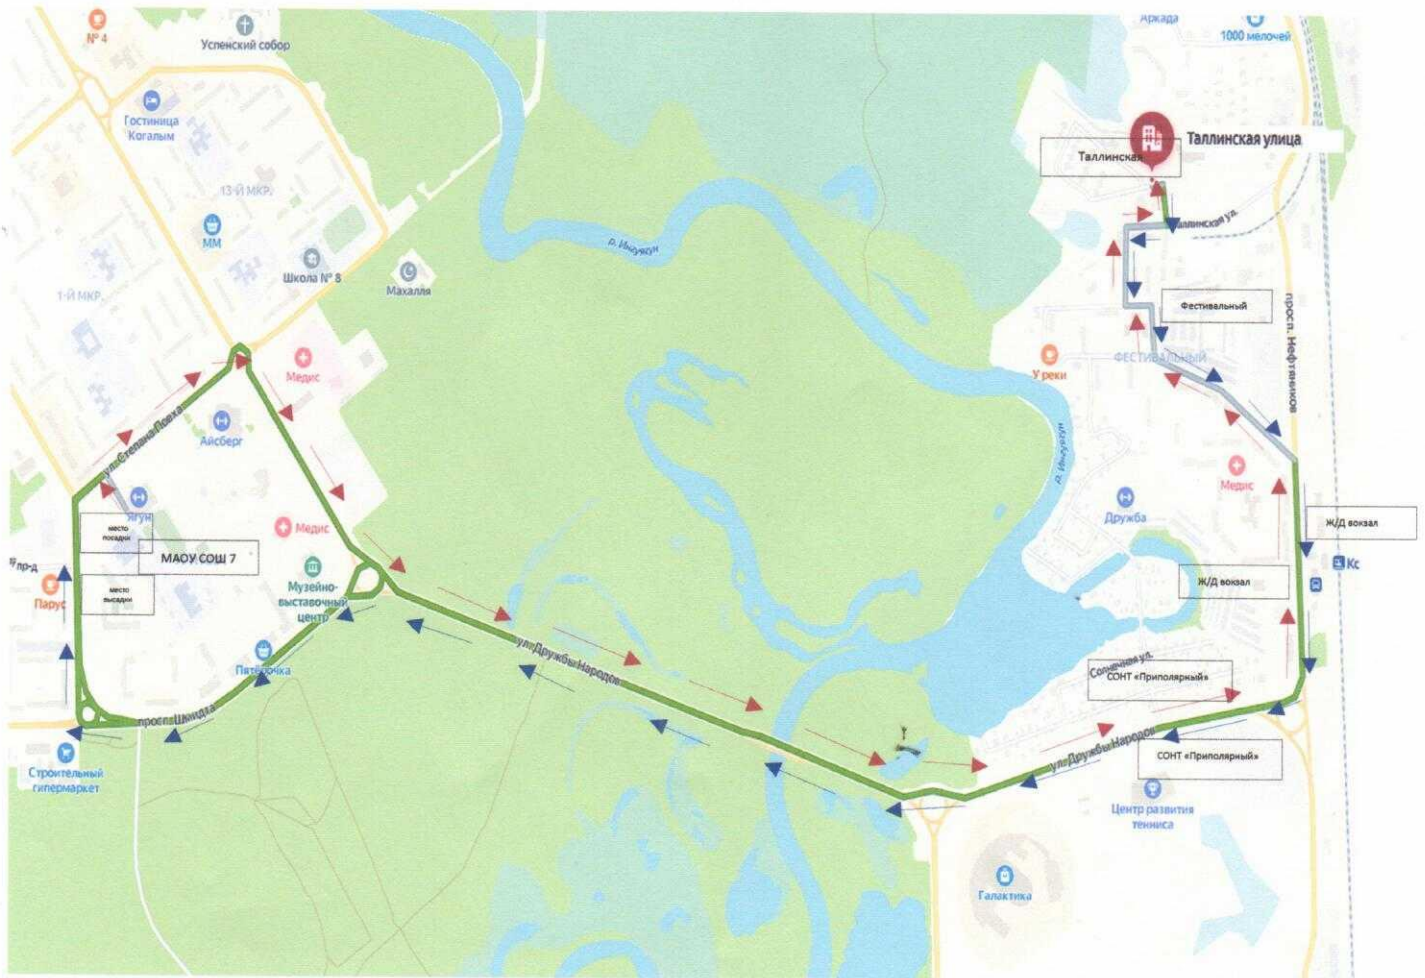 № 4
Успенский собор
Аркада
1000 мелочей
Гостиница
Когалым
Таллинская улица
Таллинская
13-Й МКР.
ММ
Таллинская ул.
р. Ингуягун
Школа № 8
Махалля
1-Й МКР.
Фестивальный
просп. Нефтяников
ФЕСТИВАЛЬНЫЙ
У реки
Медис
ул. Степана Повха
Айсберг
р. Ингуягун
Медис
Ягун
Дружба
место
посадки
Медис
Ж/Д вокзал
МАОУ СОШ 7
пр-д
Кс
Парус
место
высадки
Музейно-
выставочный
центр
Ж/Д вокзал
Пятёрочка
ул. Дружбы Народов
Солнечная ул.
СОНТ «Приполярный»
просп. Шмидта
ул. Дружбы Народов
СОНТ «Приполярный»
Строительный
гипермаркет
Центр развития
тенниса
Галактика